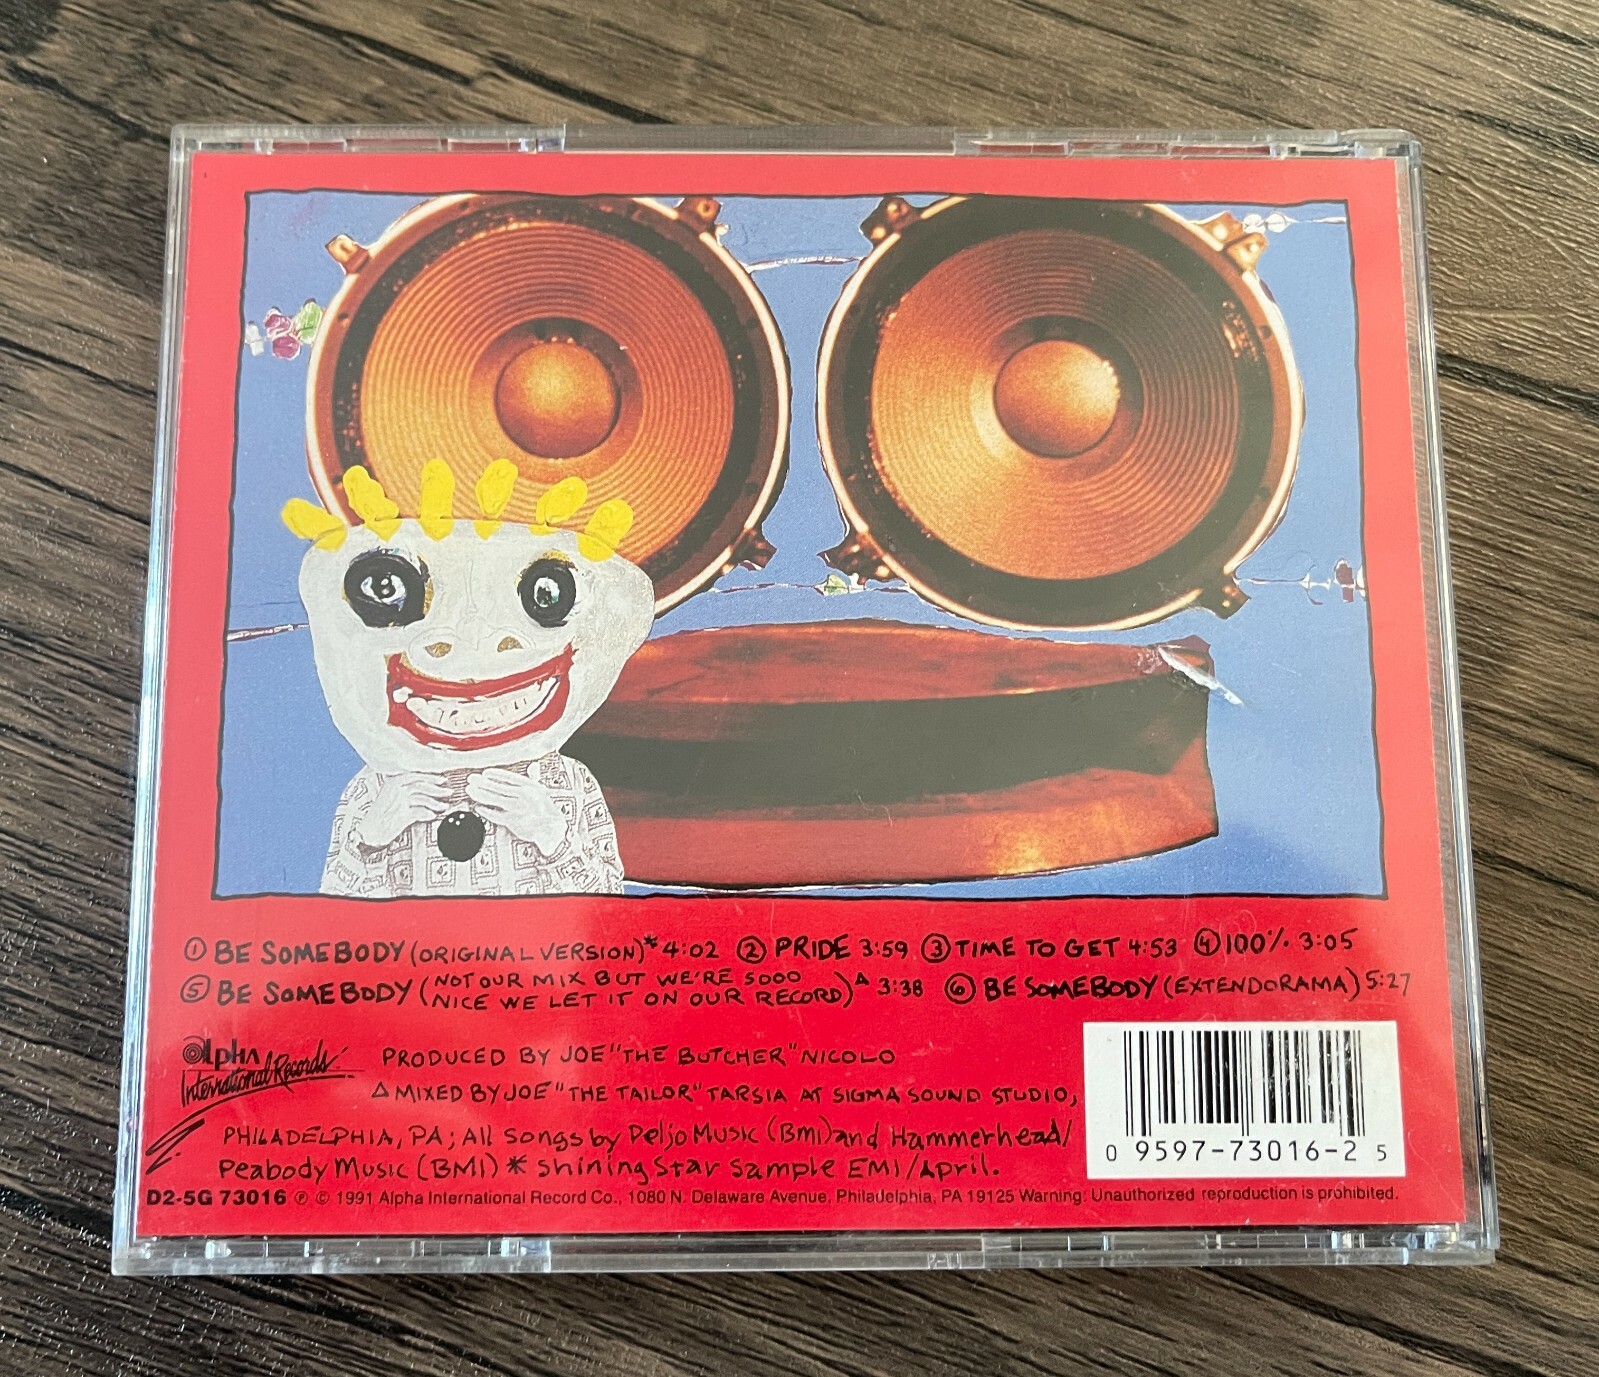 ① BE SOMEBODY (ORIGINAL VERSION)* 4:02 ② PRIDE 3:59 ③ TIME TO GET 4:53 ④ 100% 3:05
⑤ BE SOMEBODY (NOT OUR MIX BUT WE'RE SOOO NICE WE LET IT ON OUR RECORD)△ 3:38 ⑥ BE SOMEBODY (EXTENDORAMA) 5:27
alpha
International Records
PRODUCED BY JOE "THE BUTCHER" NICOLO
△ MIXED BY JOE "THE TAILOR" TARSIA AT SIGMA SOUND STUDIO,
PHILADELPHIA, PA; All songs by Peljo Music (BMI) and Hammerhead/
Peabody Music (BMI) * Shining Star Sample EMI/April.
D2-5G 73016 ℗ © 1991 Alpha International Record Co., 1080 N. Delaware Avenue, Philadelphia, PA 19125 Warning: Unauthorized reproduction is prohibited.
0 9597-73016-2 5